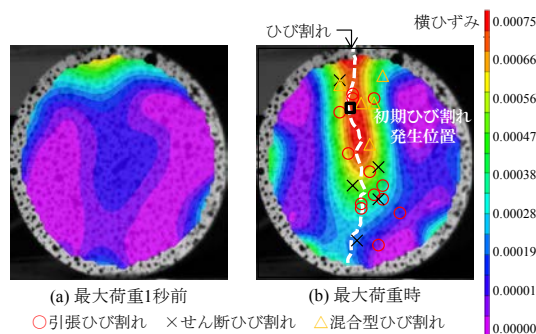 ひび割れ
横ひずみ
0.00075
0.00066
0.00056
0.00047
0.00038
0.00028
0.00019
0.00001
0.00000
初期ひび割れ
発生位置
(a) 最大荷重1秒前
(b) 最大荷重時
○引張ひび割れ ×せん断ひび割れ △混合型ひび割れ